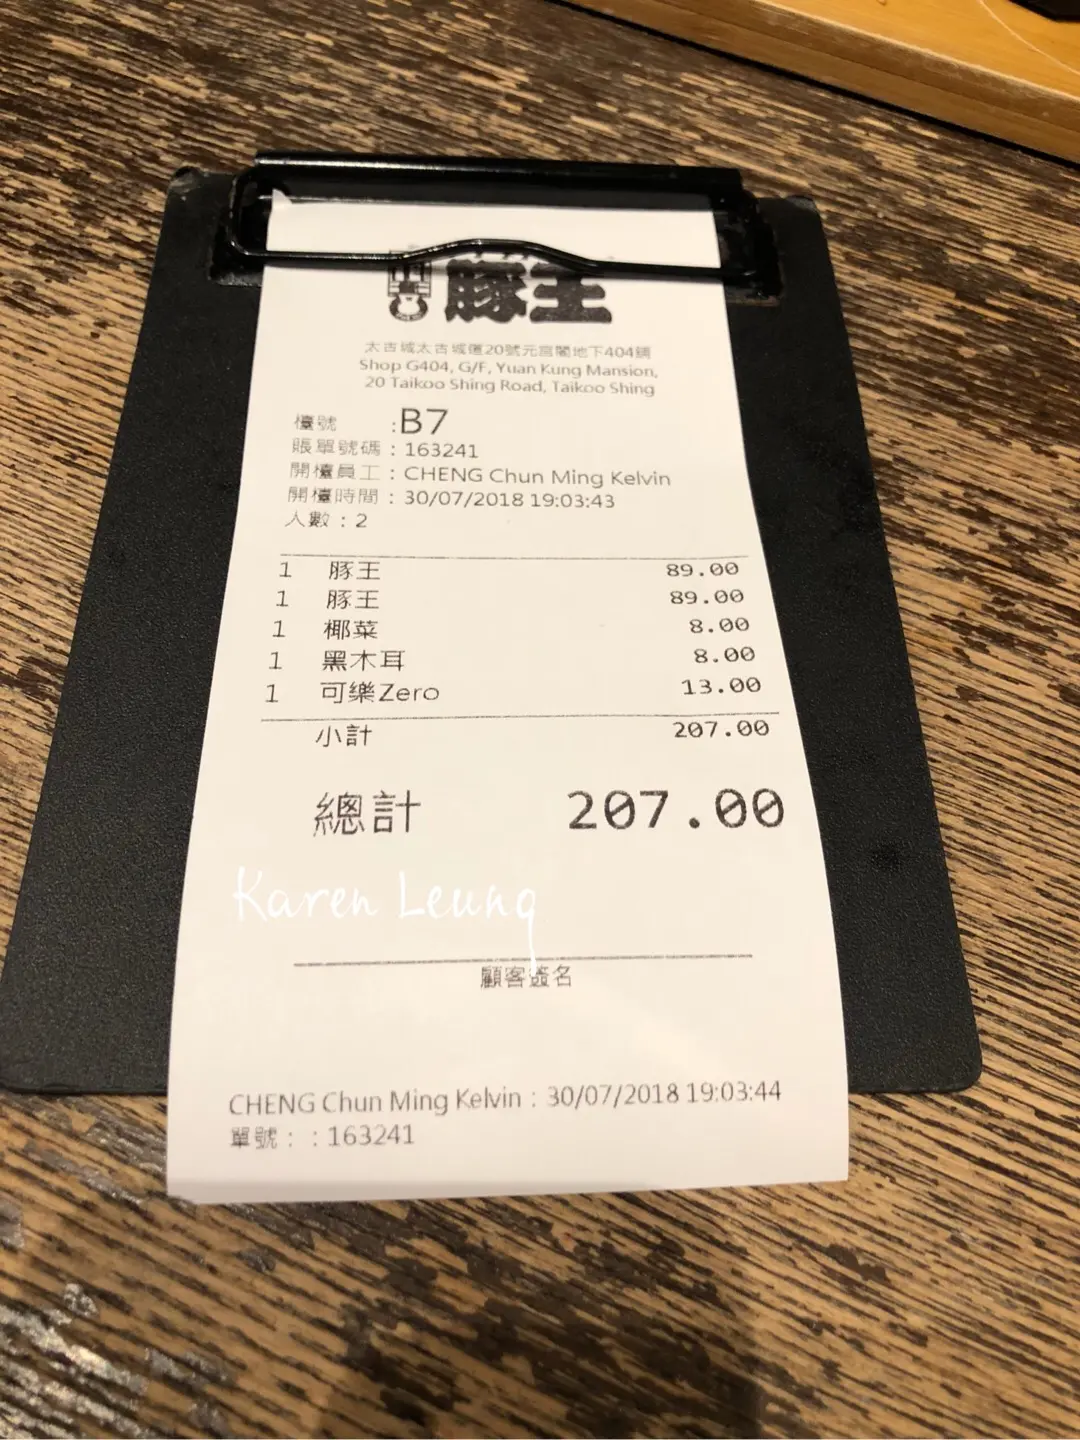 豚王
太古城太古城道20號元宮閣地下404舖
Shop G404, G/F, Yuan Kung Mansion,
20 Taikoo Shing Road, Taikoo Shing
檯號 :B7
賬單號碼 : 163241
開檯員工 : CHENG Chun Ming Kelvin
開檯時間 : 30/07/2018 19:03:43
人數 : 2
1 豚王 89.00
1 豚王 89.00
1 椰菜 8.00
1 黑木耳 8.00
1 可樂Zero 13.00
小計 207.00
總計 207.00
Karen Leung
顧客簽名
CHENG Chun Ming Kelvin : 30/07/2018 19:03:44
單號 : : 163241